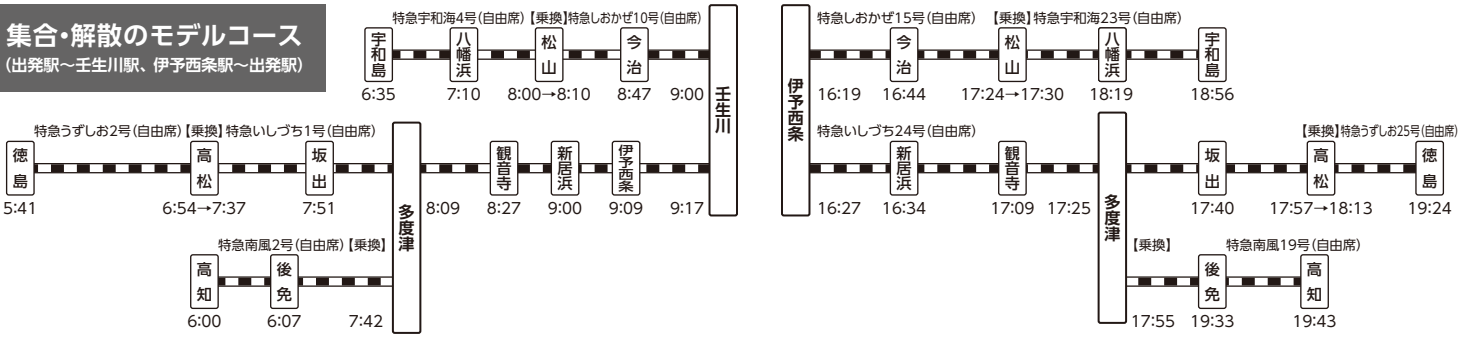 集合・解散のモデルコース
(出発駅～壬生川駅、伊予西条駅～出発駅)
特急宇和海4号(自由席)【乗換】特急しおかぜ10号(自由席)
宇和島 八幡浜 松山 今治
6:35 7:10 8:00→8:10 8:47 9:00
壬生川
特急うずしお2号(自由席)【乗換】特急いしづち1号(自由席)
徳島 高松 坂出 多度津 観音寺 新居浜 伊予西条
5:41 6:54→7:37 7:51 8:09 8:27 9:00 9:09 9:17
特急南風2号(自由席)【乗換】
高知 後免
6:00 6:07 7:42
伊予西条
特急しおかぜ15号(自由席) 【乗換】特急宇和海23号(自由席)
今治 松山 八幡浜 宇和島
16:19 16:44 17:24→17:30 18:19 18:56
特急いしづち24号(自由席) 【乗換】特急うずしお25号(自由席)
新居浜 観音寺 多度津 坂出 高松 徳島
16:27 16:34 17:09 17:25 17:40 17:57→18:13 19:24
【乗換】 特急南風19号(自由席)
後免 高知
17:55 19:33 19:43